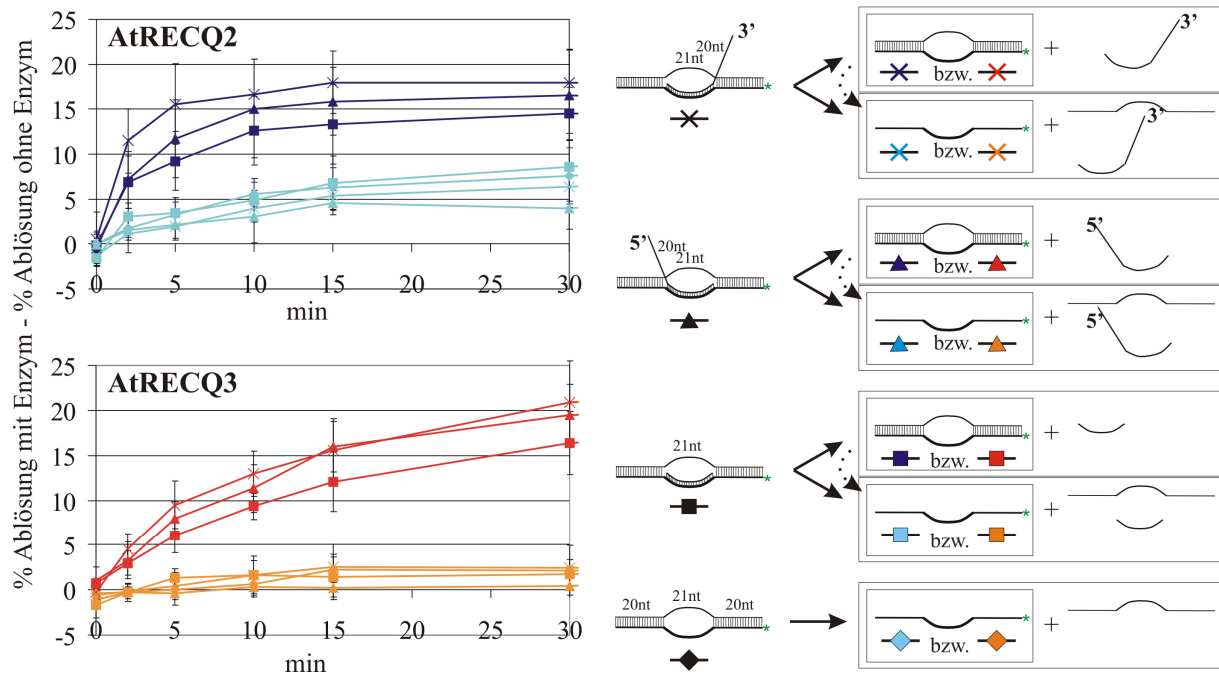 % Ablösung mit Enzym - % Ablösung ohne Enzym
AtRECQ2
25
20
15
10
5
0
-5
0 5 10 15 20 25 30
min
AtRECQ3
25
20
15
10
5
0
-5
0 5 10 15 20 25 30
min
3’
20nt
21nt
*
* +
bzw.
3’
* +
bzw.
5’
20nt
21nt
*
5’
* +
bzw.
5’
* +
bzw.
21nt
*
* +
bzw.
* +
bzw.
20nt 21nt 20nt
*
* +
bzw.